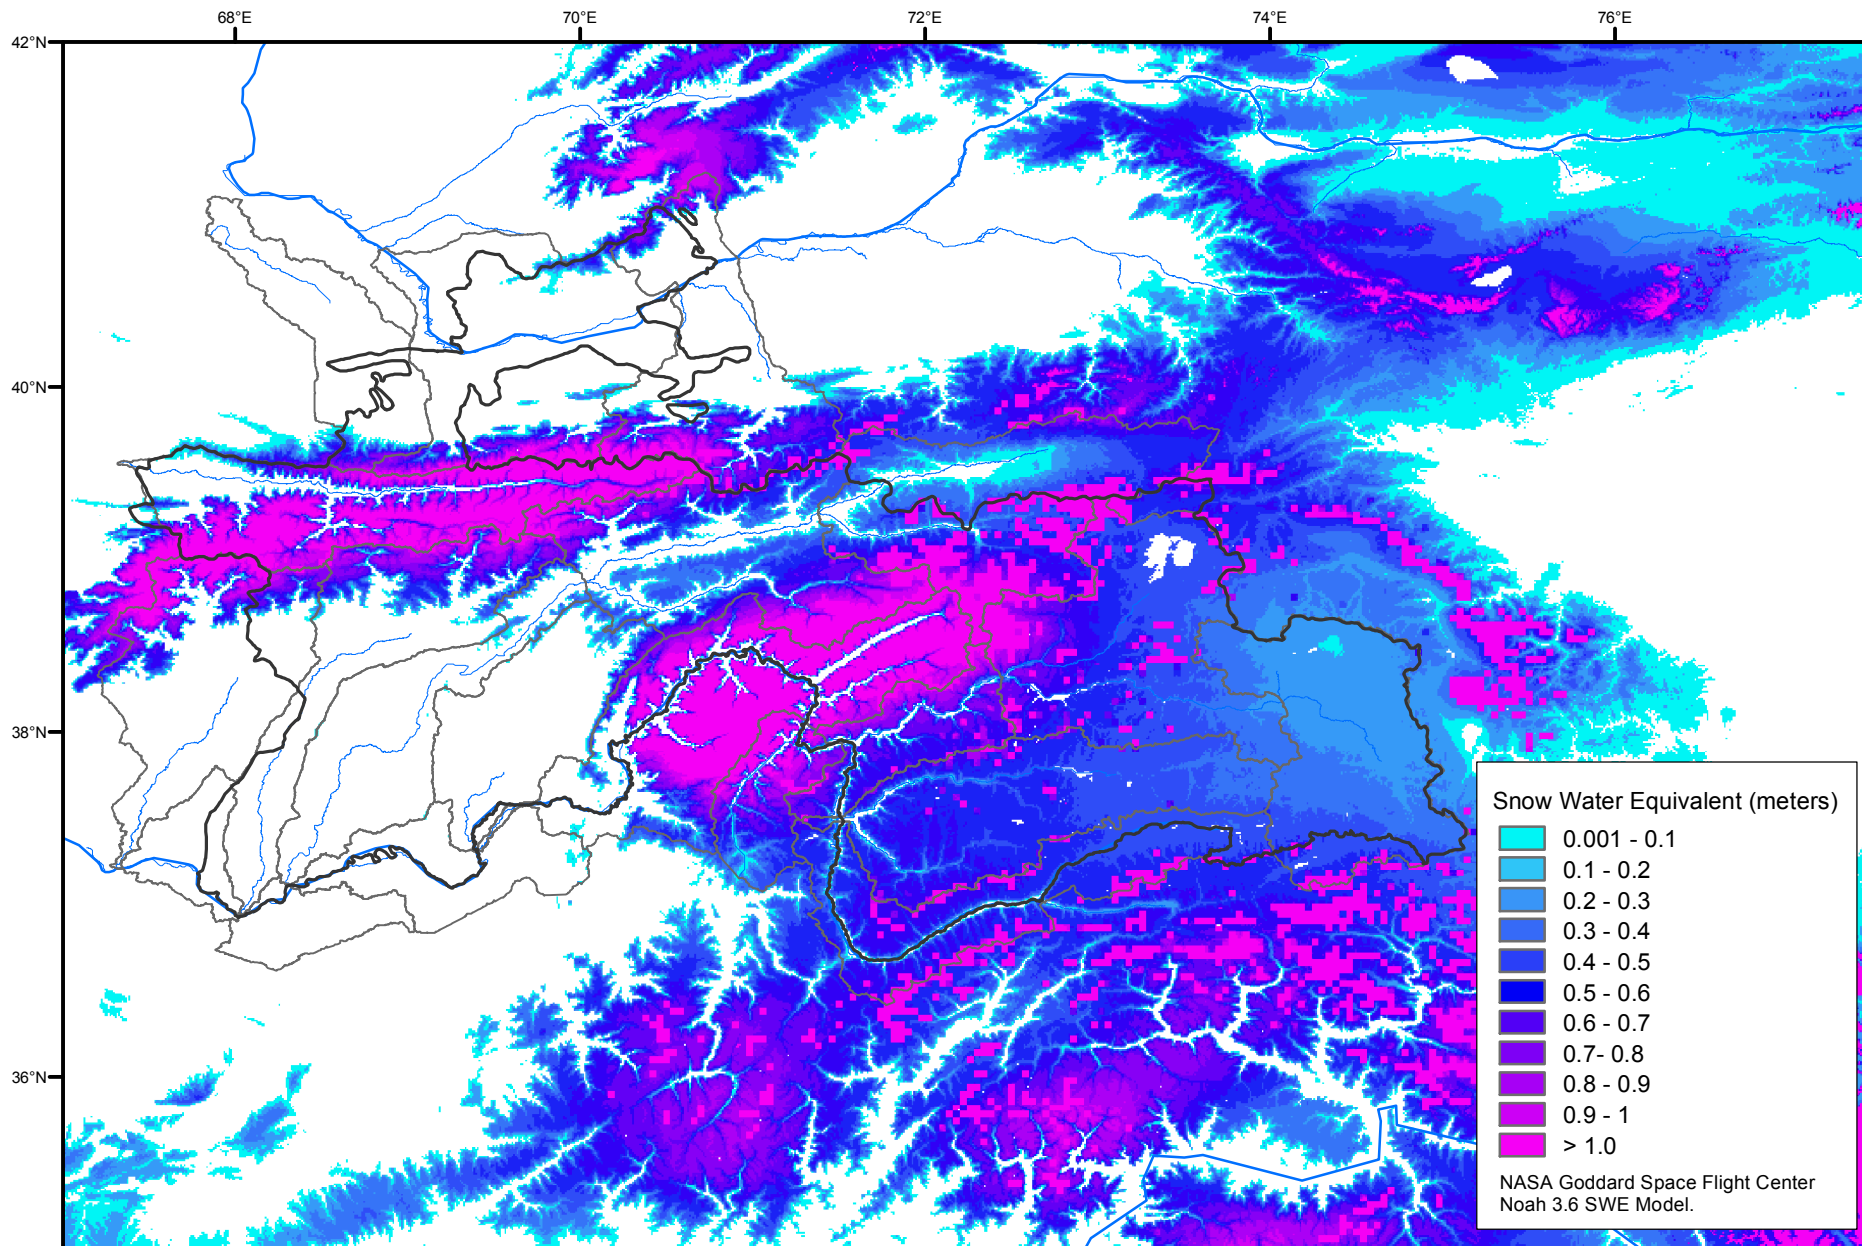 68°E
70°E
72°E
74°E
76°E
42°N
40°N
38°N
36°N
Snow Water Equivalent (meters)
0.001 - 0.1
0.1 - 0.2
0.2 - 0.3
0.3 - 0.4
0.4 - 0.5
0.5 - 0.6
0.6 - 0.7
0.7- 0.8
0.8 - 0.9
0.9 - 1
> 1.0
NASA Goddard Space Flight Center
Noah 3.6 SWE Model.